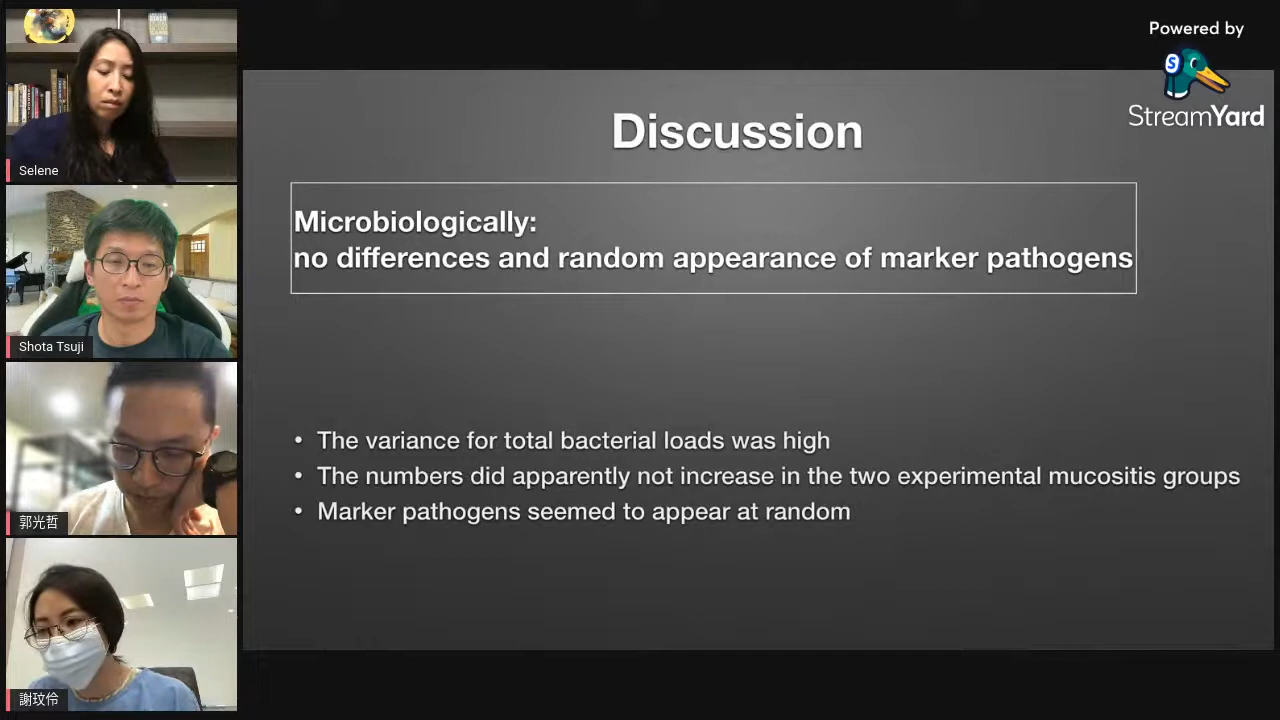 Powered by
StreamYard
Discussion
Microbiologically:
no differences and random appearance of marker pathogens
• The variance for total bacterial loads was high
• The numbers did apparently not increase in the two experimental mucositis groups
• Marker pathogens seemed to appear at random
Selene
Shota Tsuji
郭光哲
謝玟伶